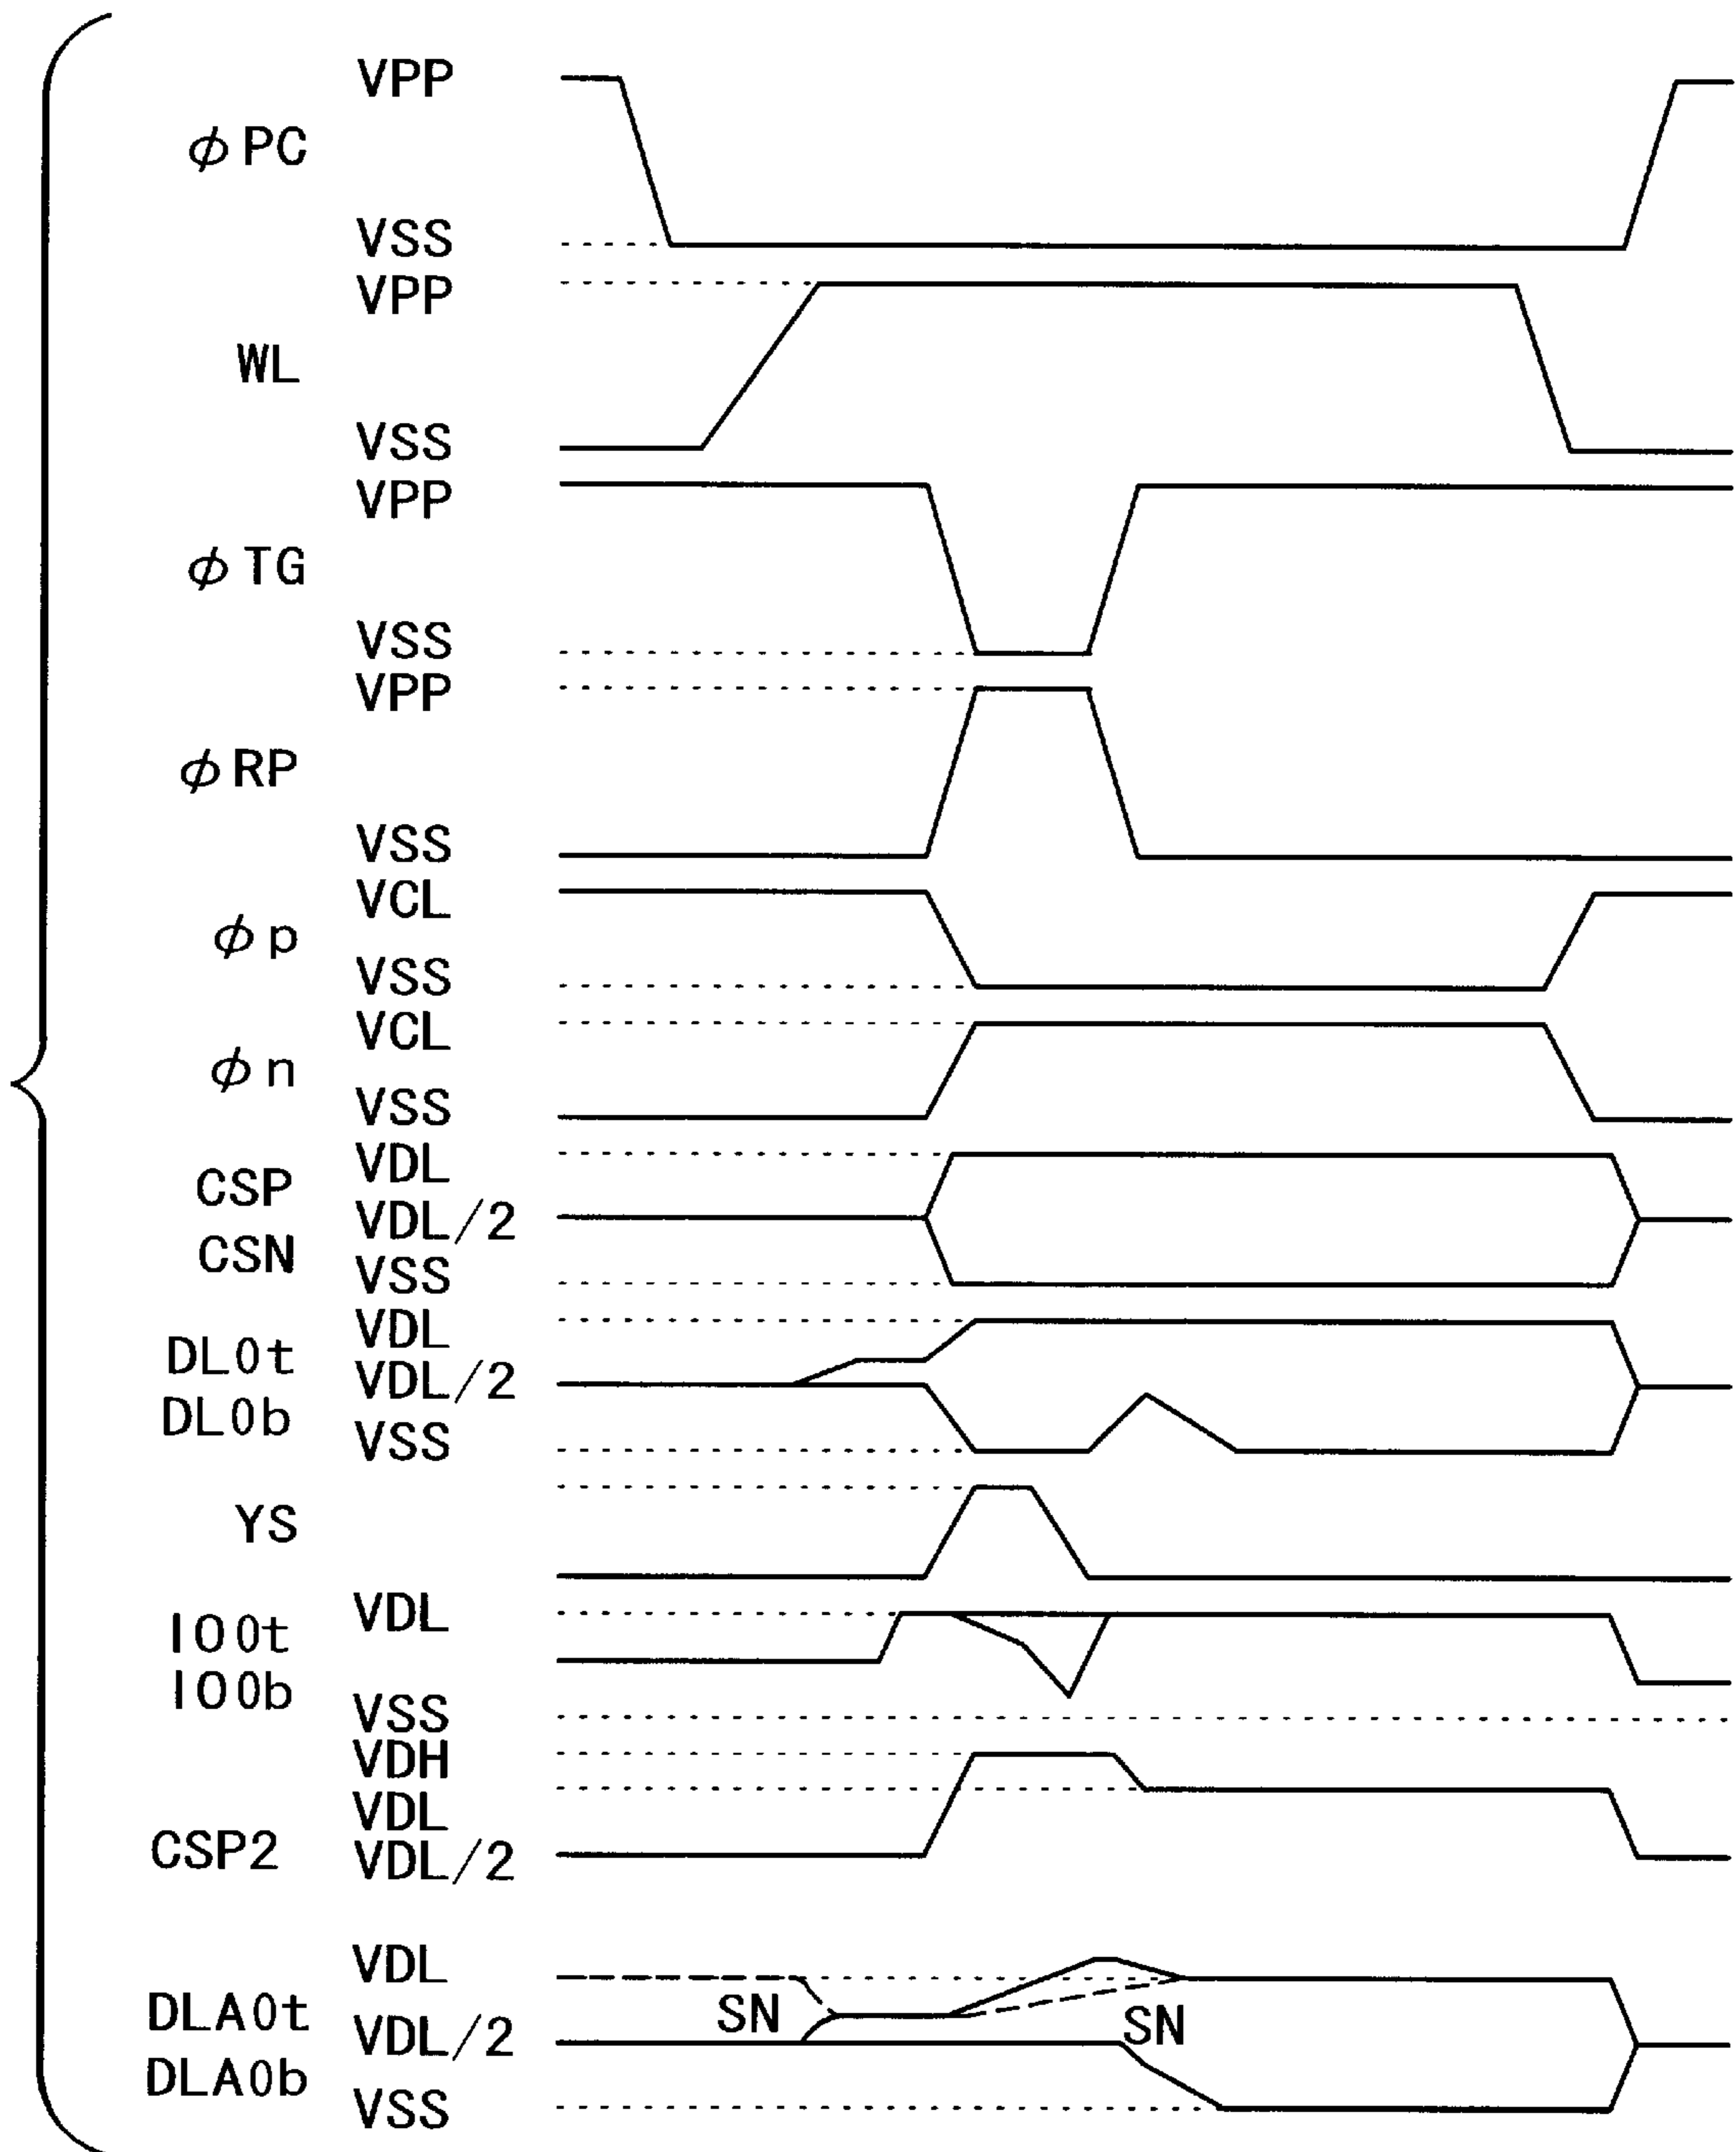 VPP
φPC
VSS
VPP
WL
VSS
VPP
φTG
VSS
VPP
φRP
VSS
VCL
φp
VSS
VCL
φn
VSS
VDL
CSP
VDL/2
CSN
VSS
VDL
DL0t
VDL/2
DL0b
VSS
YS
VDL
IO0t
IO0b
VSS
VDH
VDL
CSP2
VDL/2
VDL
DLA0t
SN
SN
VDL/2
DLA0b
VSS